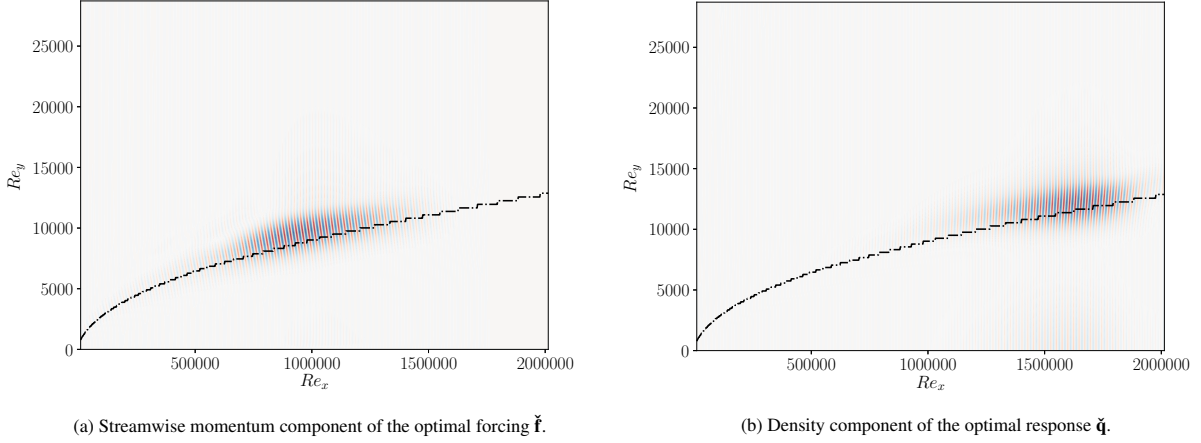 25000
20000
15000
10000
5000
0
Re_y
500000 1000000 1500000 2000000
Re_x
(a) Streamwise momentum component of the optimal forcing f̌.
25000
20000
15000
10000
5000
0
Re_y
500000 1000000 1500000 2000000
Re_x
(b) Density component of the optimal response q̌.